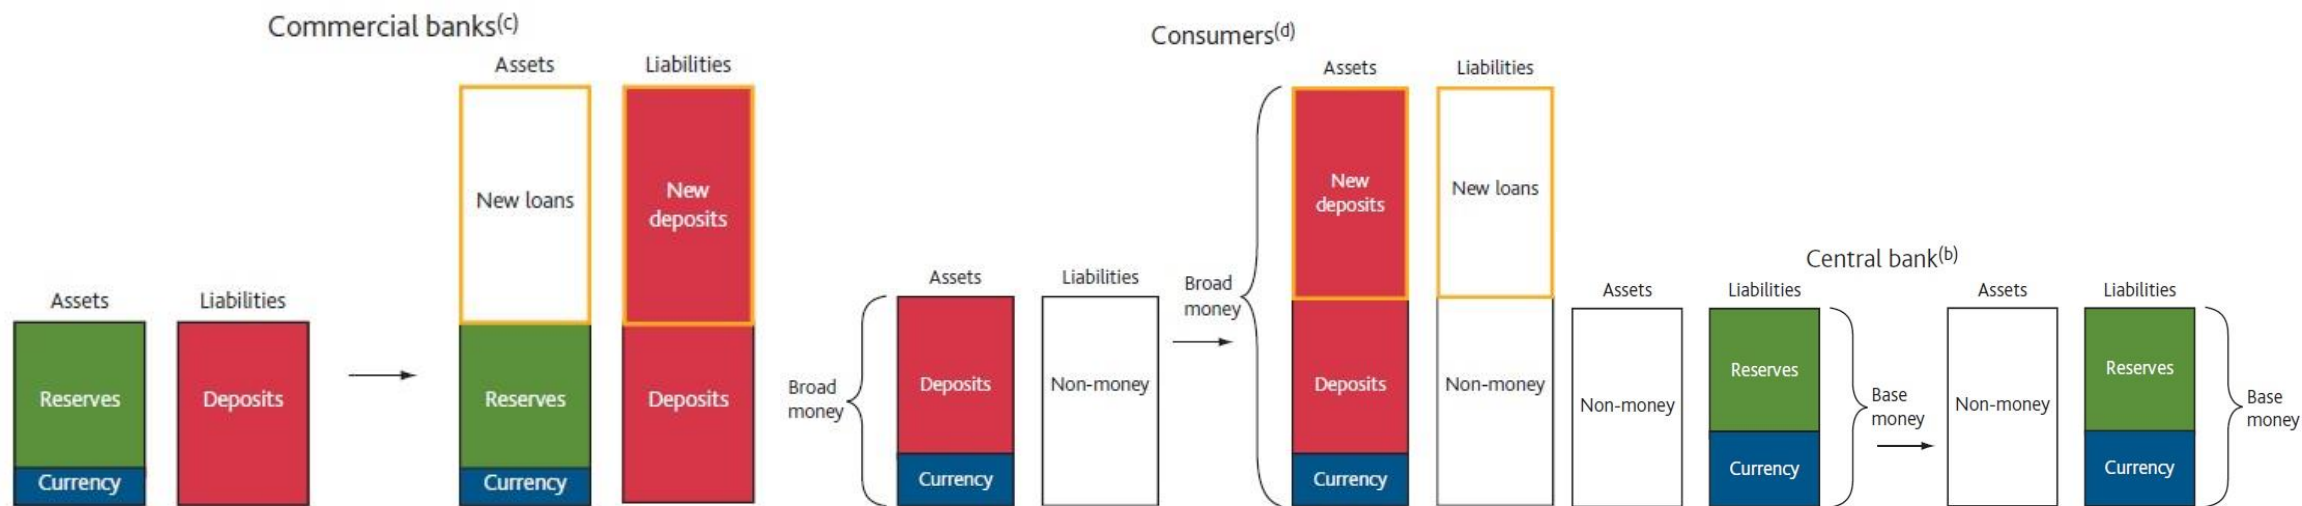 Commercial banks(c)
Assets
Liabilities
New loans
New
deposits
Assets
Liabilities
Reserves
Deposits
Currency
Reserves
Deposits
Currency
Consumers(d)
Assets
Liabilities
New
deposits
New loans
Assets
Liabilities
Broad
money
Broad
money
Deposits
Non-money
Currency
Deposits
Non-money
Currency
Central bank(b)
Assets
Liabilities
Assets
Liabilities
Non-money
Reserves
Currency
Base
money
Non-money
Reserves
Currency
Base
money